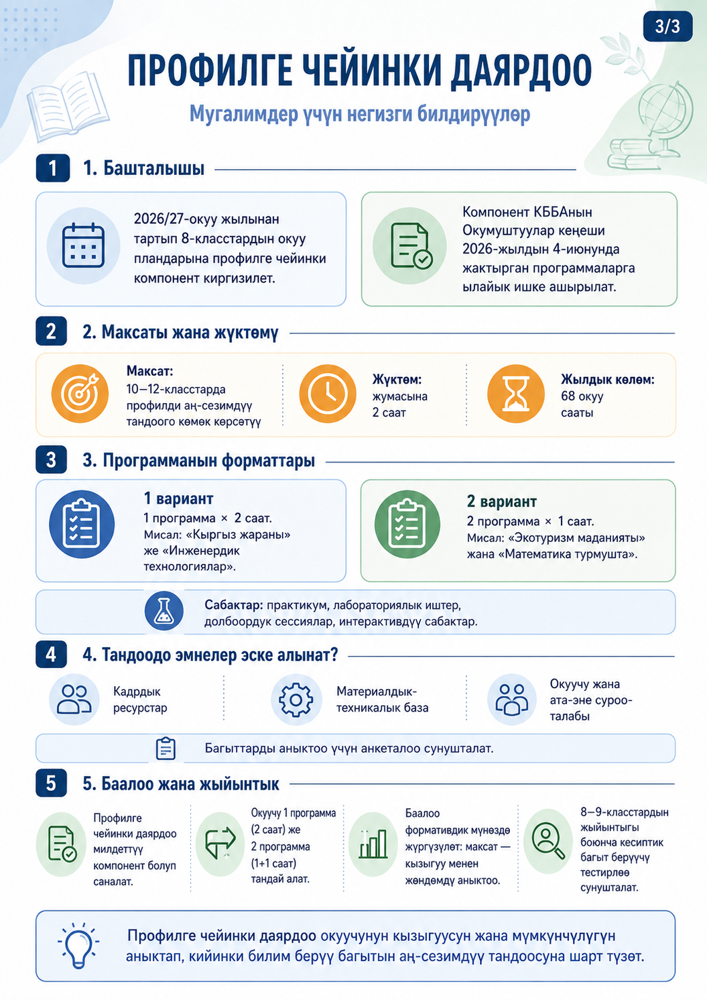 3/3
ПРОФИЛГЕ ЧЕЙИНКИ ДАЯРДОО
Мугалимдер үчүн негизги билдирүүлөр
1
1. Башталышы
2026/27-окуу жылынан
тартып 8-класстардын окуу
пландарына профилге чейинки
компонент киргизилет.
Компонент КББАнын
Окумуштуулар кеңеши
2026-жылдын 4-июнунда
жактырган программаларга
ылайык ишке ашырылат.
2
2. Максаты жана жүктөмү
Максат:
10–12-класстарда
профилди аң-сезимдүү
тандоого көмөк көрсөтүү
Жүктөм:
жумасына
2 саат
Жылдык көлөм:
68 окуу
сааты
3
3. Программанын форматтары
1 вариант
1 программа × 2 саат.
Мисал: «Кыргыз жараны»
же «Инженердик
технологиялар».
2 вариант
2 программа × 1 саат.
Мисал: «Экотуризм маданияты»
жана «Математика турмушта».
Сабактар: практикум, лабораториялык иштер,
долбоордук сессиялар, интерактивдүү сабактар.
4
4. Тандоодо эмнелер эске алынат?
Кадрдык
ресурстар
Материалдык-
техникалык база
Окуучу жана
ата-эне суроо-
талабы
Багыттарды аныктоо үчүн анкеталоо сунушталат.
5
5. Баалоо жана жыйынтык
Профилге
чейинки даярдоо
милдеттүү
компонент болуп
саналат.
Окуучу 1 программа
(2 саат) же
2 программа
(1+1 саат)
тандай алат.
Баалоо
формативдик мүнөздө
жүргүзүлөт: максат —
кызыгуу менен
жөндөмдү аныктоо.
8–9-класстардын
жыйынтыгы
боюнча кесиптик
багыт берүүчү
тестирлөө
сунушталат.
Профилге чейинки даярдоо окуучунун кызыгуусун жана мүмкүнчүлүгүн
аныктап, кийинки билим берүү багытын аң-сезимдүү тандоосуна шарт түзөт.